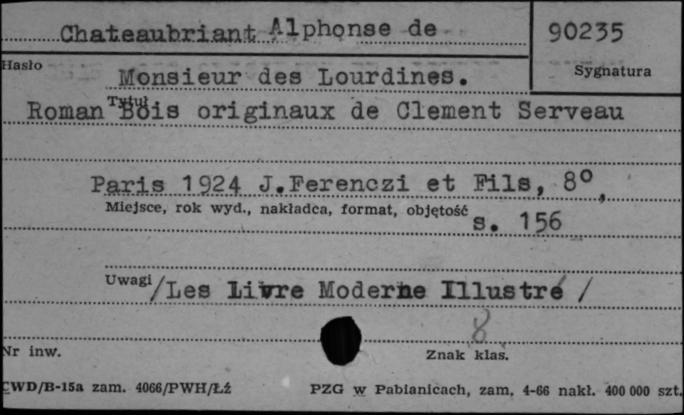 Chateaubriant Alphonse de
90235
Hasło
Sygnatura
Monsieur des Lourdines.
Tytuł
Roman Bois originaux de Clement Serveau
Paris 1924 J.Ferenczi et Fils, 8°,
Miejsce, rok wyd., nakładca, format, objętość
s. 156
Uwagi
/Les Livre Moderne Illustré /
8
Nr inw.
Znak klas.
CWD/B-15a zam. 4066/PWH/Łź
PZG w Pabianicach, zam. 4-66 nakł. 400 000 szt.